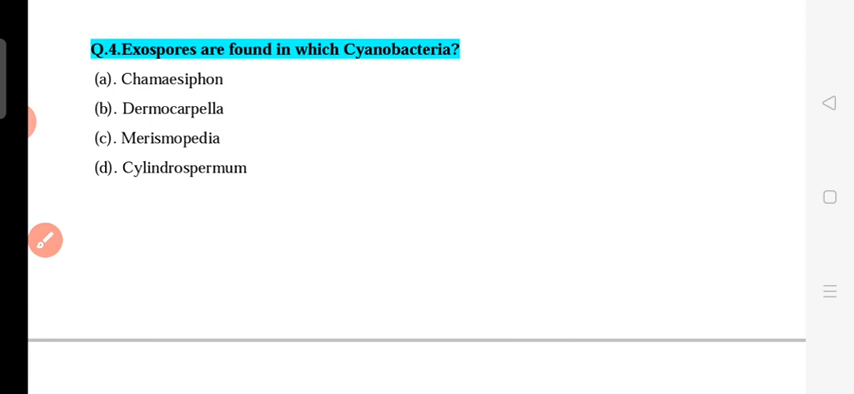 Q.4.Exospores are found in which Cyanobacteria?
(a). Chamaesiphon
(b). Dermocarpella
(c). Merismopedia
(d). Cylindrospermum